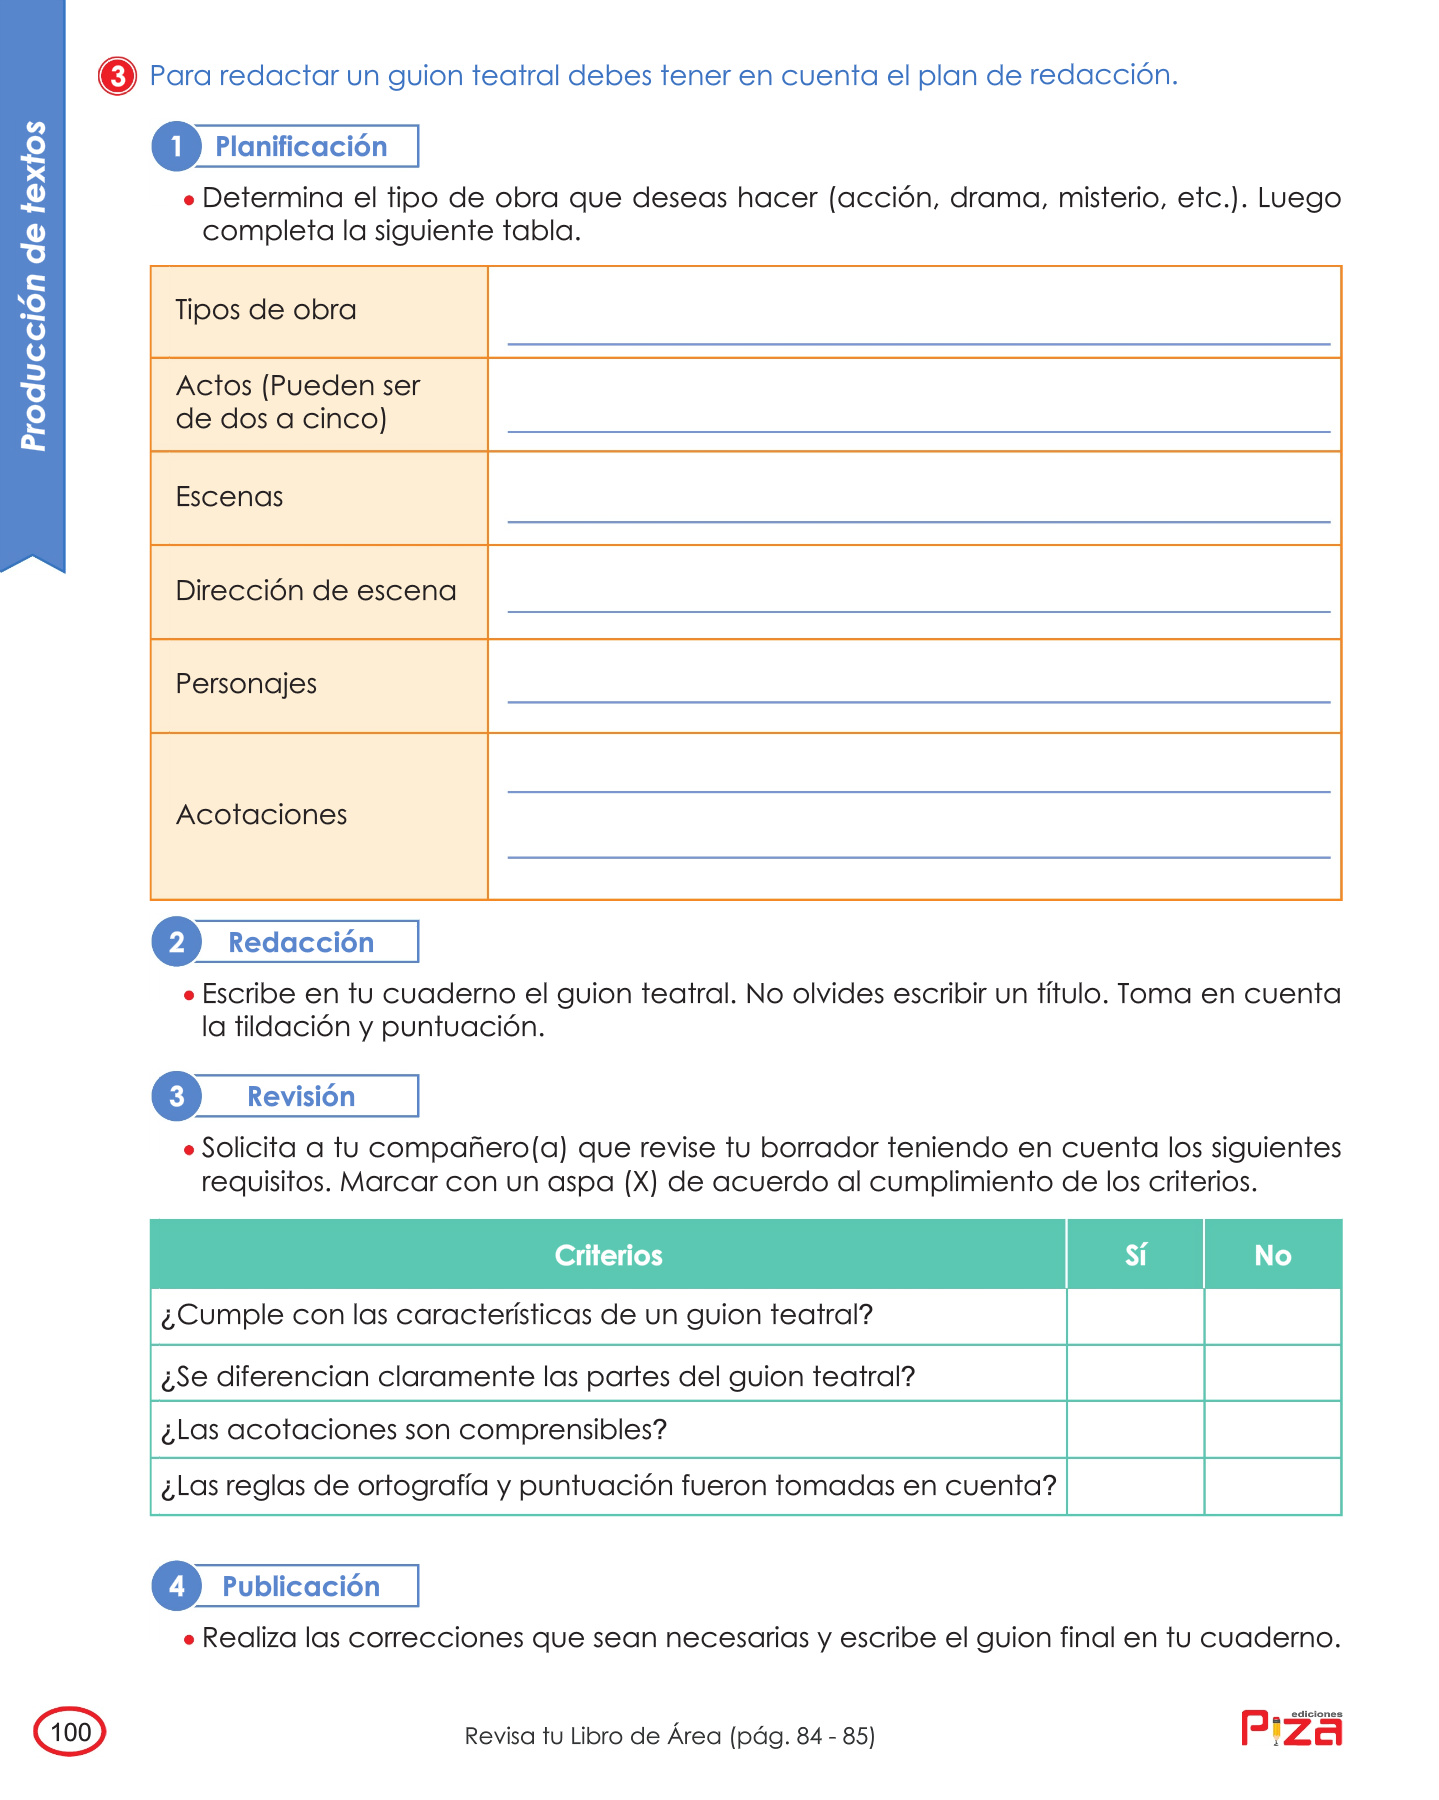 Producción de textos
3 Para redactar un guion teatral debes tener en cuenta el plan de redacción.
1 Planificación
• Determina el tipo de obra que deseas hacer (acción, drama, misterio, etc.). Luego
completa la siguiente tabla.
Tipos de obra
Actos (Pueden ser
de dos a cinco)
Escenas
Dirección de escena
Personajes
Acotaciones
2 Redacción
• Escribe en tu cuaderno el guion teatral. No olvides escribir un título. Toma en cuenta
la tildación y puntuación.
3 Revisión
• Solicita a tu compañero(a) que revise tu borrador teniendo en cuenta los siguientes
requisitos. Marcar con un aspa (X) de acuerdo al cumplimiento de los criterios.
Criterios Sí No
¿Cumple con las características de un guion teatral?
¿Se diferencian claramente las partes del guion teatral?
¿Las acotaciones son comprensibles?
¿Las reglas de ortografía y puntuación fueron tomadas en cuenta?
4 Publicación
• Realiza las correcciones que sean necesarias y escribe el guion final en tu cuaderno.
100
Revisa tu Libro de Área (pág. 84 - 85)
ediciones
Piza